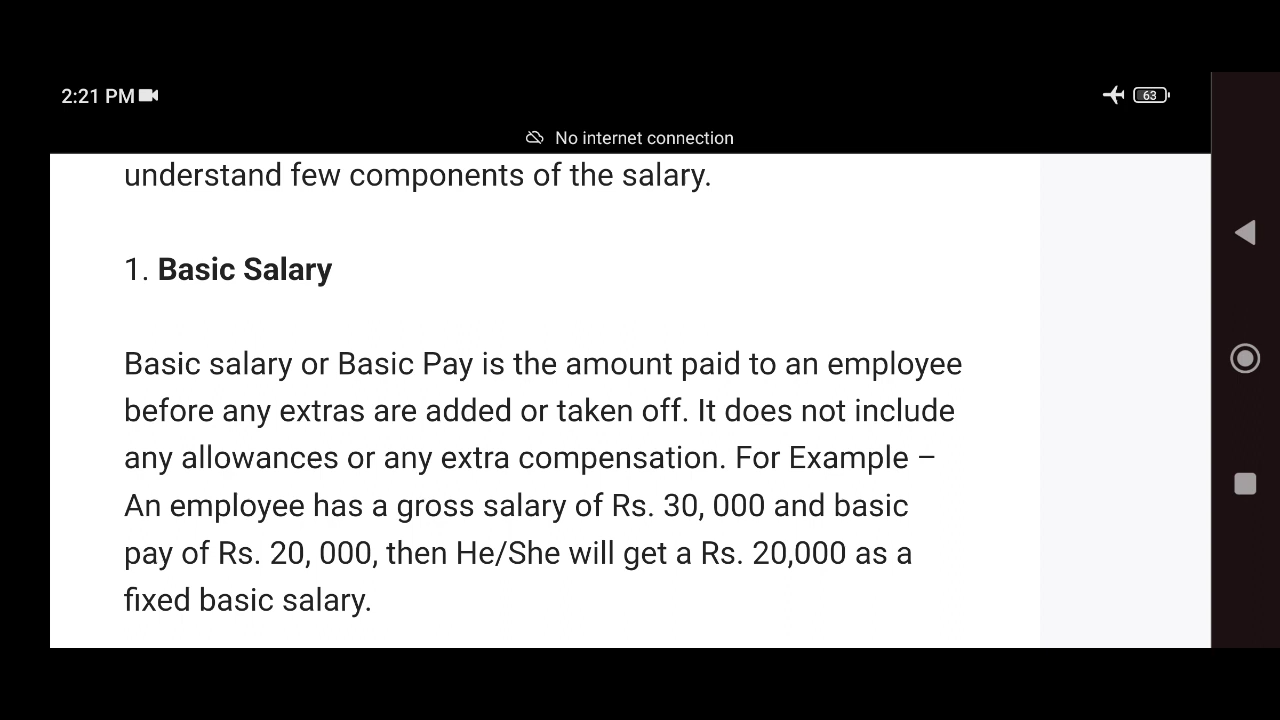 2:21 PM
63
No internet connection
understand few components of the salary.
1. Basic Salary
Basic salary or Basic Pay is the amount paid to an employee
before any extras are added or taken off. It does not include
any allowances or any extra compensation. For Example –
An employee has a gross salary of Rs. 30, 000 and basic
pay of Rs. 20, 000, then He/She will get a Rs. 20,000 as a
fixed basic salary.